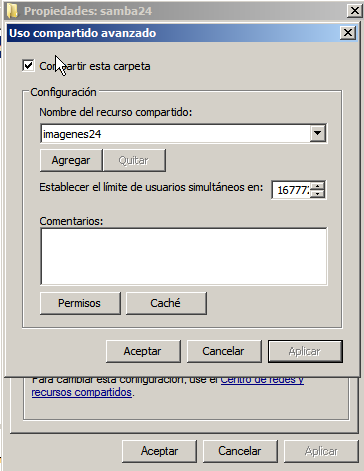 Propiedades: samba24
Uso compartido avanzado
Compartir esta carpeta
Configuración
Nombre del recurso compartido:
imagenes24
Agregar Quitar
Establecer el límite de usuarios simultáneos en:
Comentarios:
Permisos Caché
Aceptar Cancelar Aplicar
Para cambiar esta configuración, use el Centro de redes y
recursos compartidos.
Aceptar Cancelar Aplicar